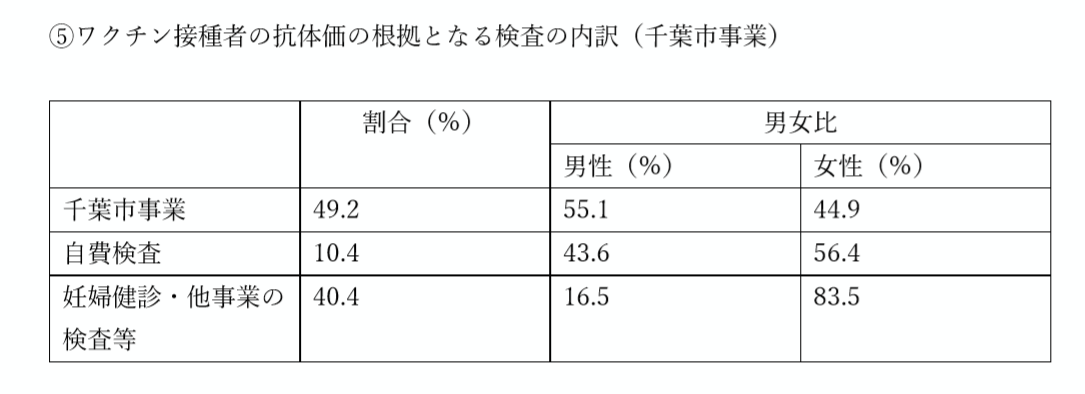 ⑤ワクチン接種者の抗体価の根拠となる検査の内訳（千葉市事業）
割合（％） 男女比
男性（％） 女性（％）
千葉市事業 49.2 55.1 44.9
自費検査 10.4 43.6 56.4
妊婦健診・他事業の 40.4 16.5 83.5
検査等